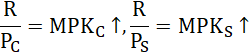 R/P_C = MPK_C ↑, R/P_S = MPK_S ↑